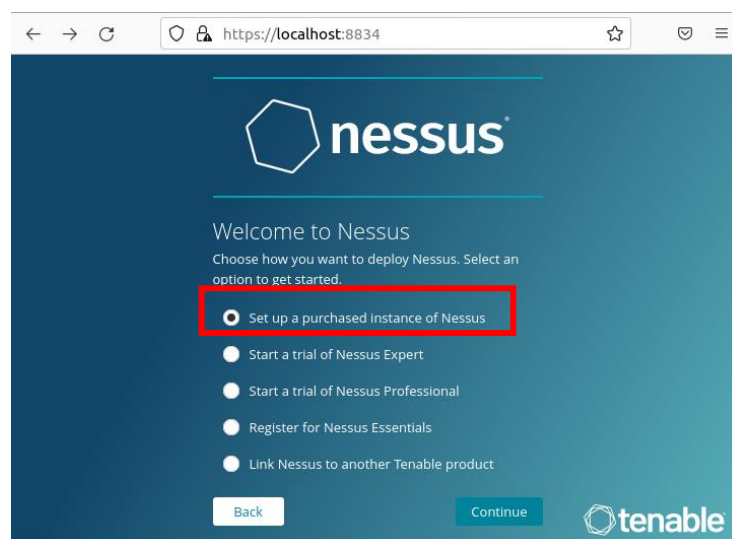 https://localhost:8834
nessus
Welcome to Nessus
Choose how you want to deploy Nessus. Select an
option to get started.
Set up a purchased instance of Nessus
Start a trial of Nessus Expert
Start a trial of Nessus Professional
Register for Nessus Essentials
Link Nessus to another Tenable product
Back
Continue
tenable